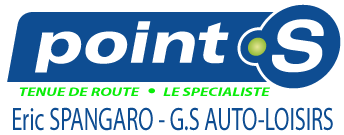 point S
TENUE DE ROUTE • LE SPECIALISTE
Eric SPANGARO - G.S AUTO-LOISIRS